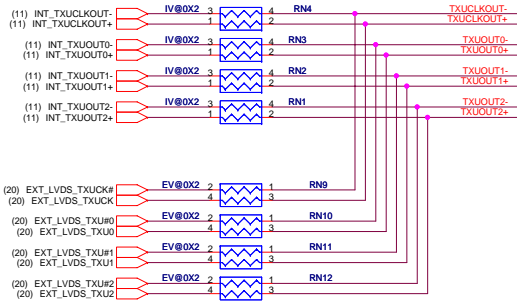 (11) INT_TXUCLKOUT- IV@0X2 3 4 RN4 TXUCLKOUT-
(11) INT_TXUCLKOUT+ 1 2 TXUCLKOUT+
(11) INT_TXUOUT0- IV@0X2 3 4 RN3 TXUOUT0-
(11) INT_TXUOUT0+ 1 2 TXUOUT0+
(11) INT_TXUOUT1- IV@0X2 3 4 RN2 TXUOUT1-
(11) INT_TXUOUT1+ 1 2 TXUOUT1+
(11) INT_TXUOUT2- IV@0X2 3 4 RN1 TXUOUT2-
(11) INT_TXUOUT2+ 1 2 TXUOUT2+
(20) EXT_LVDS_TXUCK# EV@0X2 2 1 RN9
(20) EXT_LVDS_TXUCK 4 3
(20) EXT_LVDS_TXU#0 EV@0X2 2 1 RN10
(20) EXT_LVDS_TXU0 4 3
(20) EXT_LVDS_TXU#1 EV@0X2 2 1 RN11
(20) EXT_LVDS_TXU1 4 3
(20) EXT_LVDS_TXU#2 EV@0X2 2 1 RN12
(20) EXT_LVDS_TXU2 4 3